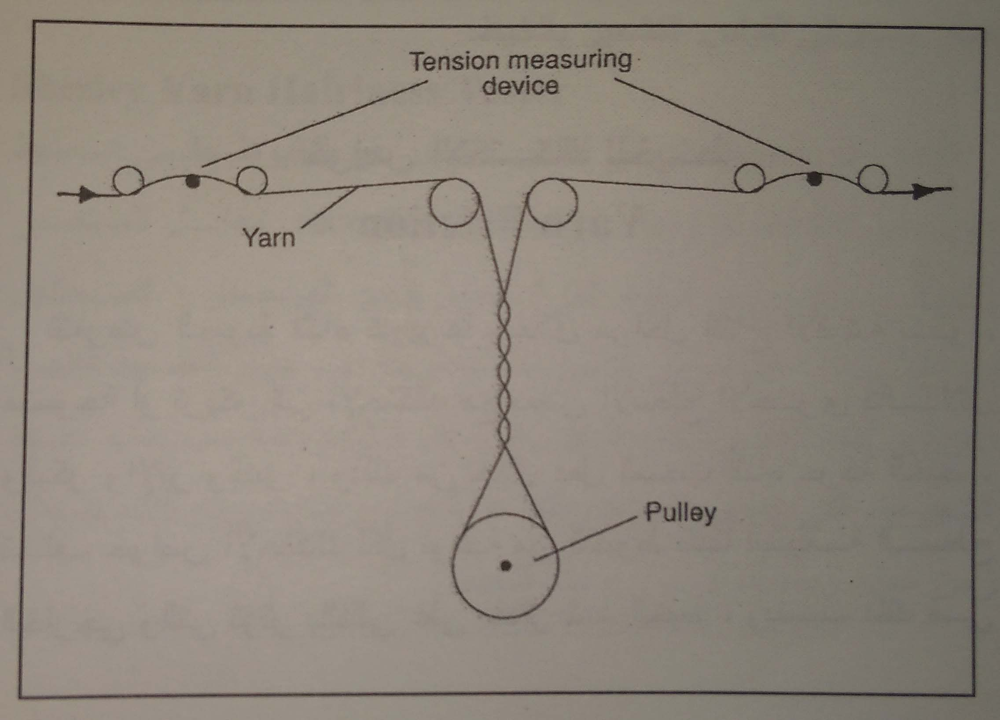 Tension measuring
device
Yarn
Pulley